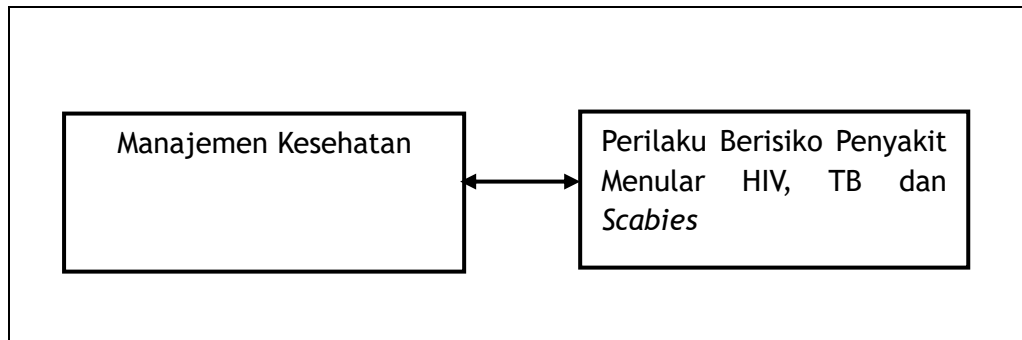 Manajemen Kesehatan
Perilaku Berisiko Penyakit
Menular HIV, TB dan
Scabies